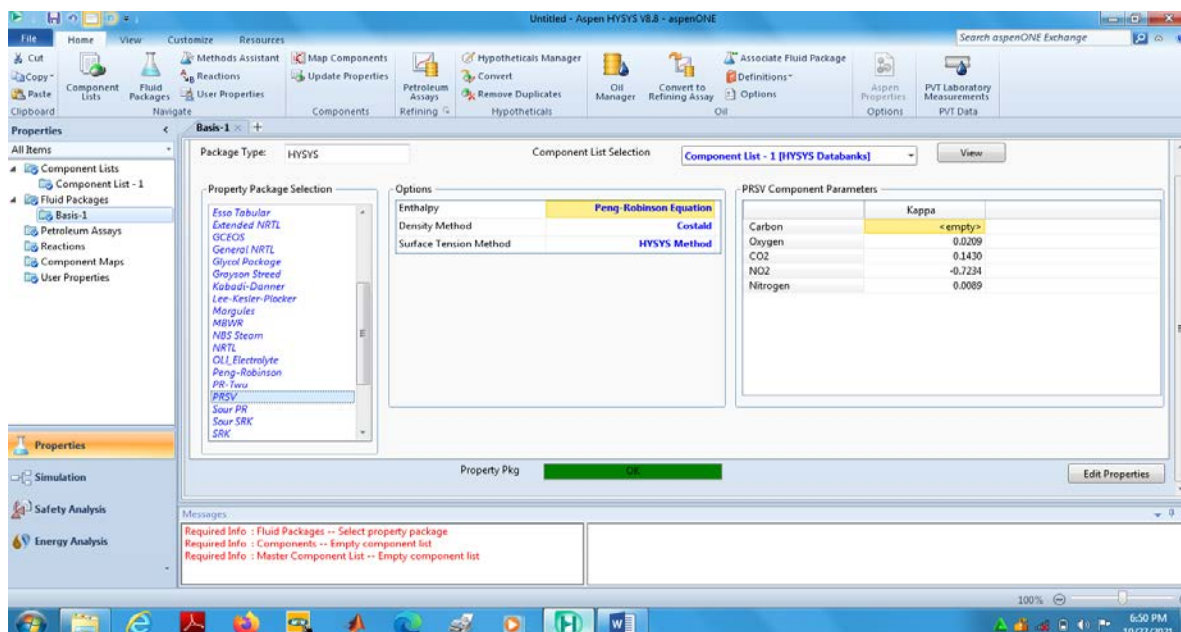 Untitled - Aspen HYSYS V8.8 - aspenONE
File Home View Customize Resources Search aspenONE Exchange
Cut
Copy
Paste
Clipboard
Component Lists
Fluid Packages
Navigate
Methods Assistant
Reactions
User Properties
Map Components
Update Properties
Components
Petroleum Assays
Refining
Hypotheticals Manager
Convert
Remove Duplicates
Hypotheticals
Oil Manager
Convert to Refining Assay
Associate Fluid Package
Definitions
Options
Oil
Aspen Properties
Options
PVT Laboratory Measurements
PVT Data
Properties
All Items
Component Lists
Component List - 1
Fluid Packages
Basis-1
Petroleum Assays
Reactions
Component Maps
User Properties
Properties
Simulation
Safety Analysis
Energy Analysis
Basis-1
Package Type: HYSYS
Component List Selection Component List - 1 [HYSYS Databanks] View
Property Package Selection
Esso Tabular
Extended NRTL
GCEOS
General NRTL
Glycol Package
Grayson Streed
Kabadi-Danner
Lee-Kesler-Plocker
Margules
MBWR
NBS Steam
NRTL
OLI_Electrolyte
Peng-Robinson
PR-Twu
PRSV
Sour PR
Sour SRK
SRK
Options
Enthalpy Peng-Robinson Equation
Density Method Costald
Surface Tension Method HYSYS Method
PRSV Component Parameters
Kappa
Carbon <empty>
Oxygen 0.0209
CO2 0.1430
NO2 -0.7234
Nitrogen 0.0089
Property Pkg OK
Edit Properties
Messages
Required Info : Fluid Packages -- Select property package
Required Info : Components -- Empty component list
Required Info : Master Component List -- Empty component list
100%
6:50 PM